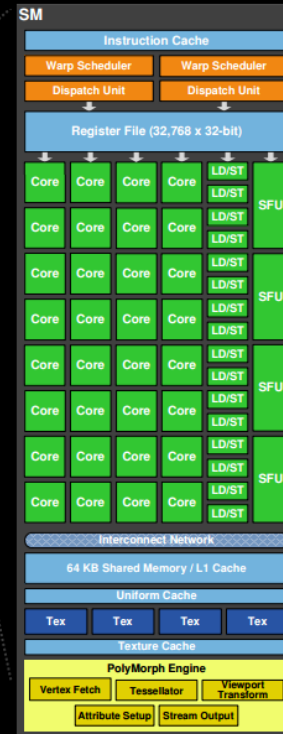 SM
Instruction Cache
Warp Scheduler Warp Scheduler
Dispatch Unit Dispatch Unit
Register File (32,768 x 32-bit)
Core Core Core Core LD/ST
LD/ST
SFU
Core Core Core Core LD/ST
LD/ST
Core Core Core Core LD/ST
LD/ST
SFU
Core Core Core Core LD/ST
LD/ST
Core Core Core Core LD/ST
LD/ST
SFU
Core Core Core Core LD/ST
LD/ST
Core Core Core Core LD/ST
LD/ST
SFU
Core Core Core Core LD/ST
LD/ST
Interconnect Network
64 KB Shared Memory / L1 Cache
Uniform Cache
Tex Tex Tex Tex
Texture Cache
PolyMorph Engine
Vertex Fetch Tessellator Viewport Transform
Attribute Setup Stream Output